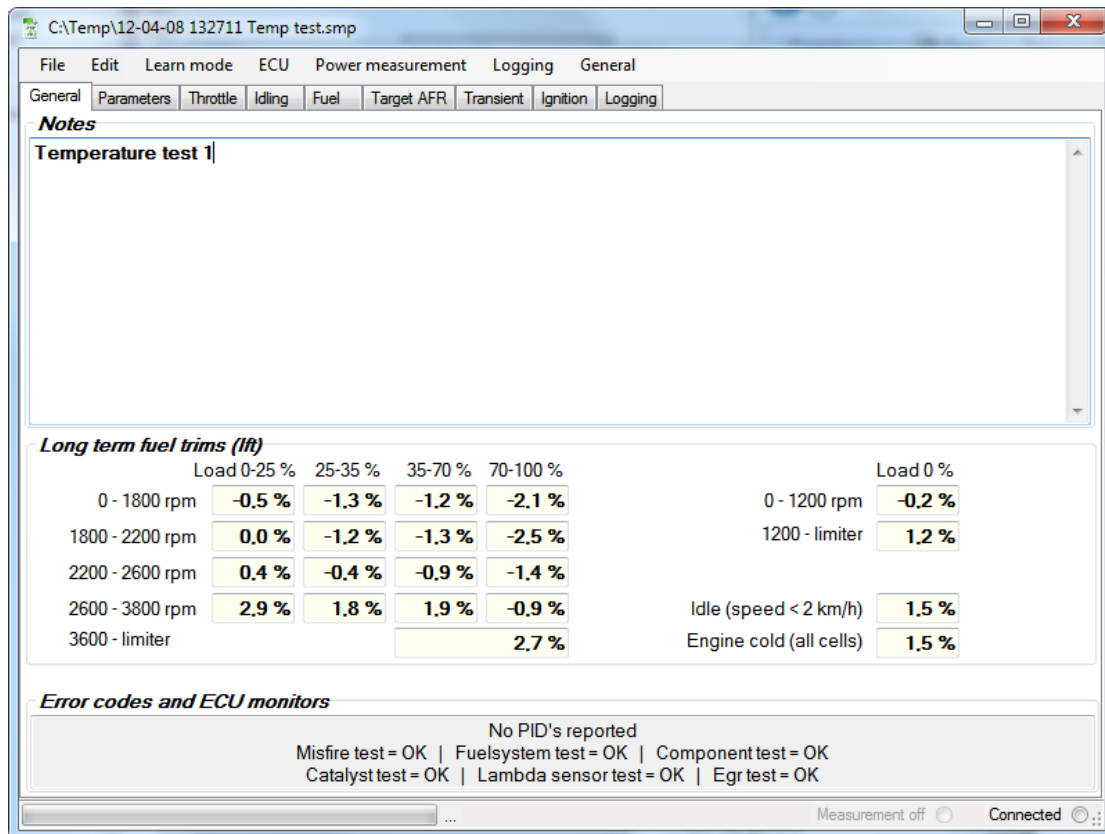 C:\Temp\12-04-08 132711 Temp test.smp
File Edit Learn mode ECU Power measurement Logging General
General Parameters Throttle Idling Fuel Target AFR Transient Ignition Logging
Notes
Temperature test 1
Long term fuel trims (lft)
Load 0-25 % 25-35 % 35-70 % 70-100 % Load 0 %
0 - 1800 rpm -0,5 % -1,3 % -1,2 % -2,1 % 0 - 1200 rpm -0,2 %
1800 - 2200 rpm 0,0 % -1,2 % -1,3 % -2,5 % 1200 - limiter 1,2 %
2200 - 2600 rpm 0,4 % -0,4 % -0,9 % -1,4 %
2600 - 3800 rpm 2,9 % 1,8 % 1,9 % -0,9 % Idle (speed < 2 km/h) 1,5 %
3600 - limiter 2,7 % Engine cold (all cells) 1,5 %
Error codes and ECU monitors
No PID's reported
Misfire test = OK | Fuelsystem test = OK | Component test = OK
Catalyst test = OK | Lambda sensor test = OK | Egr test = OK
... Measurement off Connected